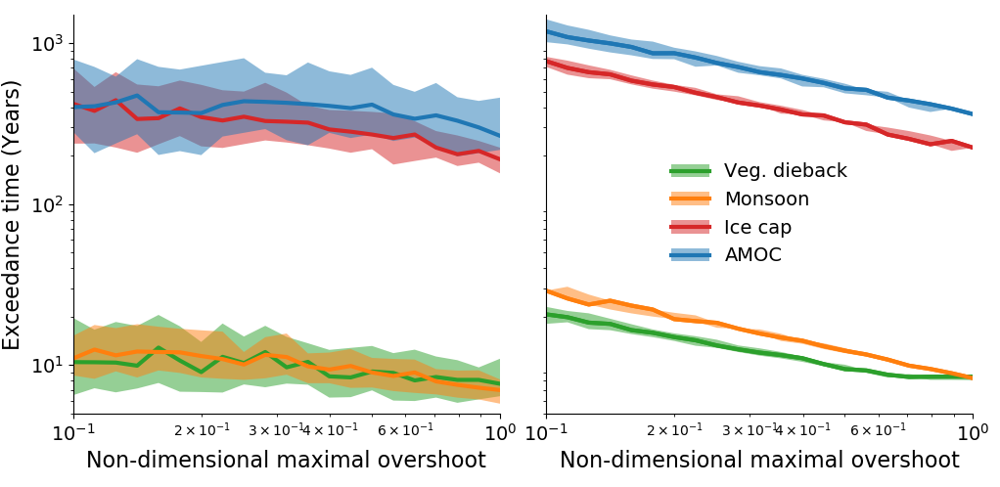 Exceedance time (Years)
10³
10²
10¹
10⁻¹
2 × 10⁻¹
3 × 10⁻¹
4 × 10⁻¹
6 × 10⁻¹
10⁰
Non-dimensional maximal overshoot
Veg. dieback
Monsoon
Ice cap
AMOC
10⁻¹
2 × 10⁻¹
3 × 10⁻¹
4 × 10⁻¹
6 × 10⁻¹
10⁰
Non-dimensional maximal overshoot